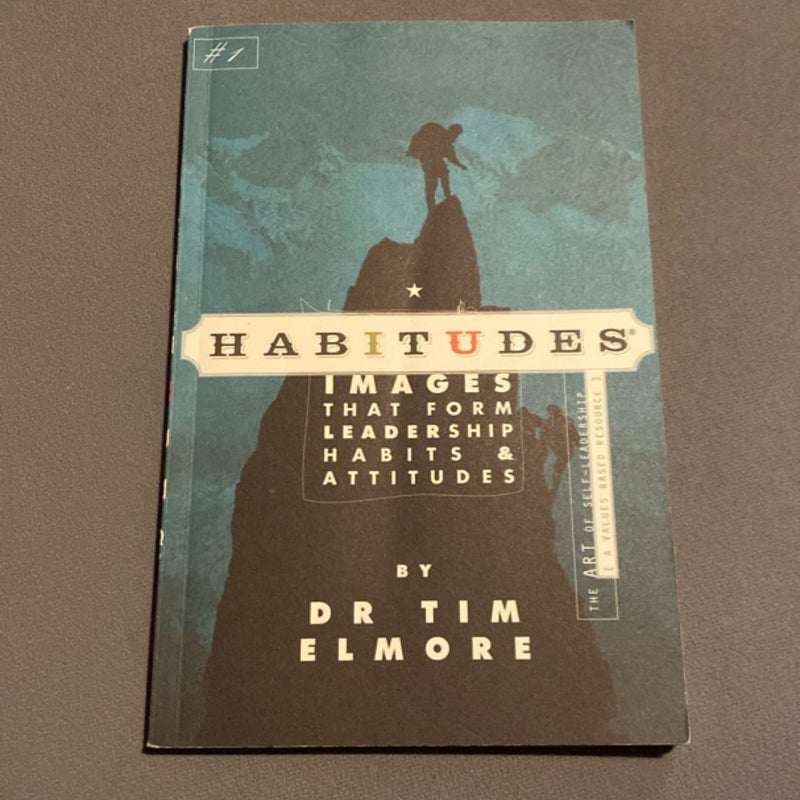 #1
HABITUDES®
IMAGES
THAT FORM
LEADERSHIP
HABITS &
ATTITUDES
THE ART OF SELF-LEADERSHIP
[ A VALUES BASED RESOURCE ]
BY
DR TIM
ELMORE